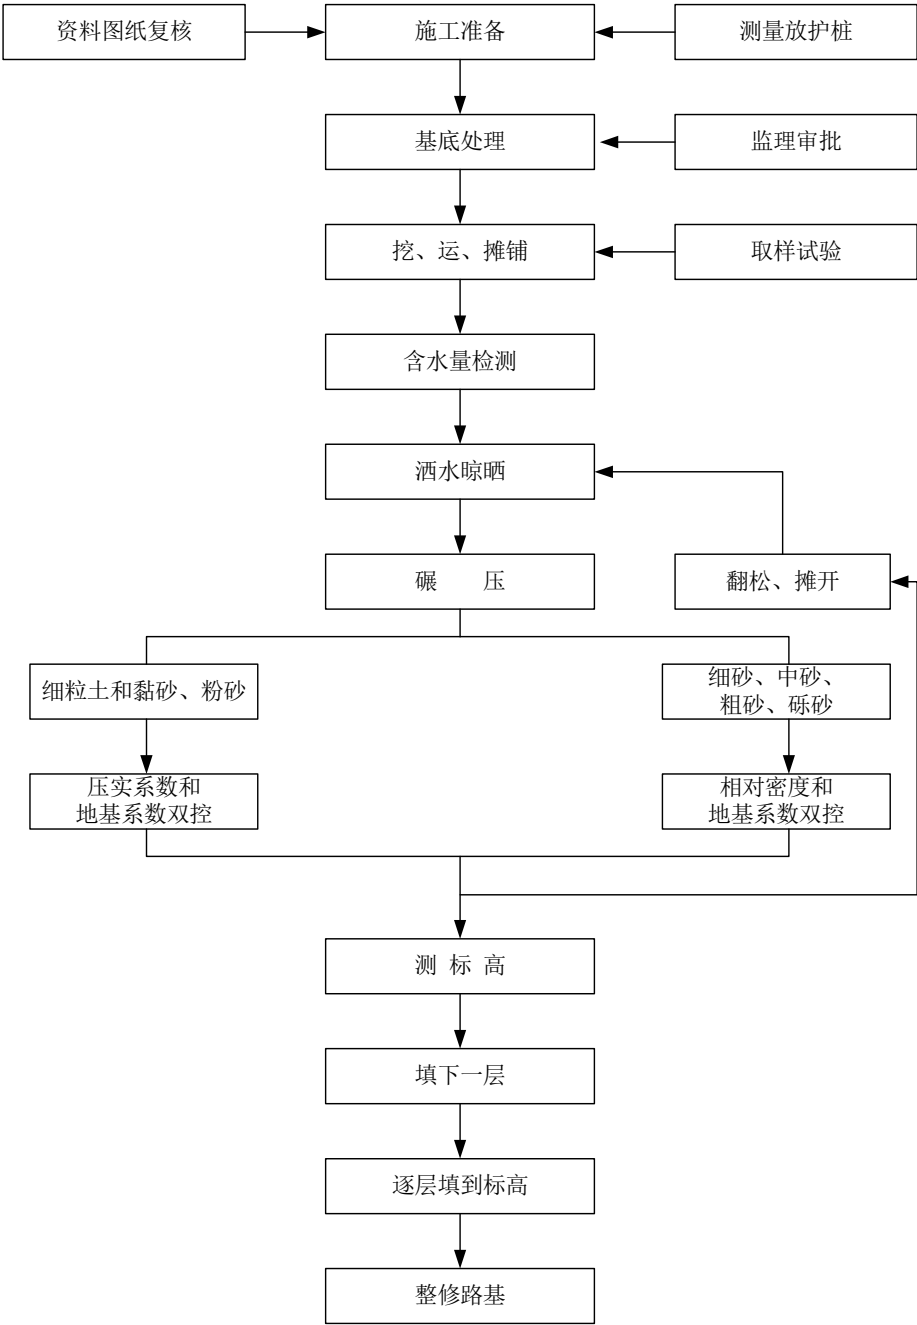 资料图纸复核
施工准备
测量放护桩
基底处理
监理审批
挖、运、摊铺
取样试验
含水量检测
洒水晾晒
碾 压
翻松、摊开
细粒土和黏砂、粉砂
细砂、中砂、
粗砂、砾砂
压实系数和
地基系数双控
相对密度和
地基系数双控
测 标 高
填下一层
逐层填到标高
整修路基